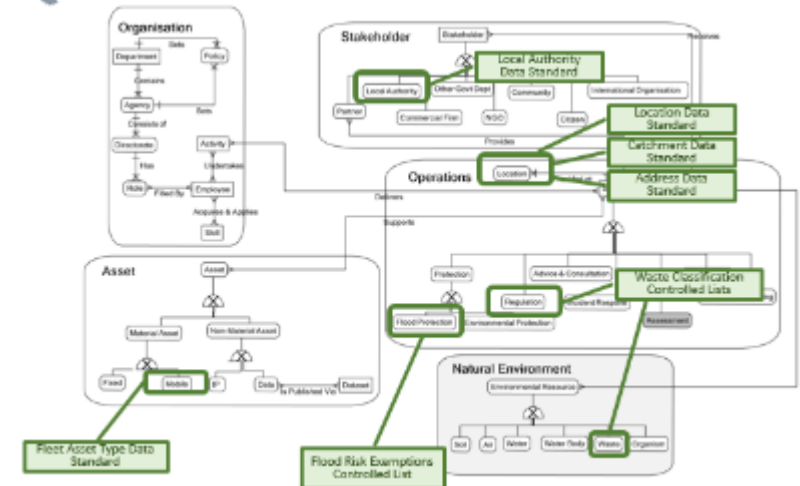 Organisation
Department
Sets
Policy
Contains
Agency
Sets
Consists of
Directorate
Activity
Has
Undertakes
Role
Filled By
Employee
Acquires & Applies
Skill
Stakeholder
Stakeholder
Receives
Local Authority
Data Standard
Local Authority
Other Govt Dept
Community
International Organisation
Partner
Commercial Firm
NGO
Citizen
Provides
Location Data
Standard
Catchment Data
Standard
Address Data
Standard
Operations
Location
Delivers
Supports
Protection
Advice & Consultation
Waste Classification
Controlled Lists
Regulation
Incident Response
Flood Protection
Environmental Protection
Assessment
Asset
Asset
Material Asset
Non-Material Asset
Fixed
Mobile
IP
Data
Is Published Via
Dataset
Natural Environment
Environmental Resource
Soil
Air
Water
Water Body
Waste
Organism
Fleet Asset Type Data
Standard
Flood Risk Examptions
Controlled List